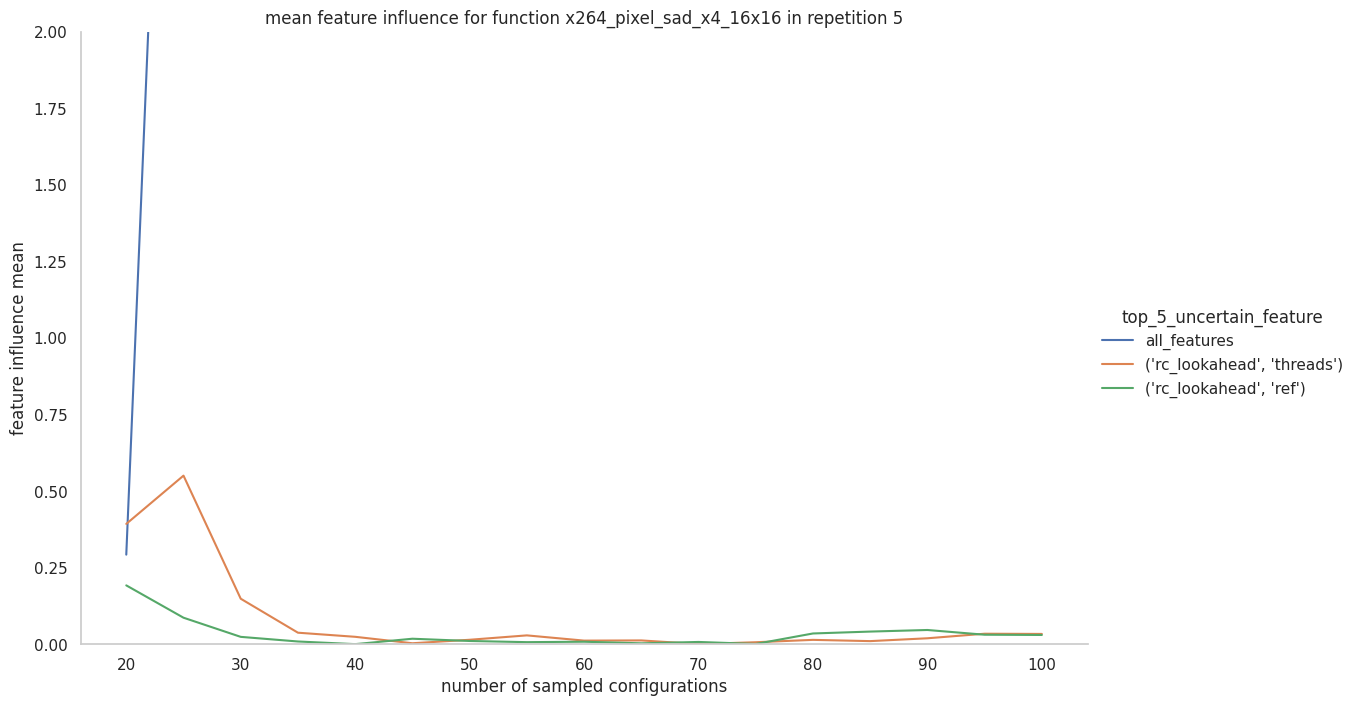 mean feature influence for function x264_pixel_sad_x4_16x16 in repetition 5
2.00
1.75
1.50
1.25
1.00
0.75
0.50
0.25
0.00
feature influence mean
20
30
40
50
60
70
80
90
100
number of sampled configurations
top_5_uncertain_feature
all_features
('rc_lookahead', 'threads')
('rc_lookahead', 'ref')